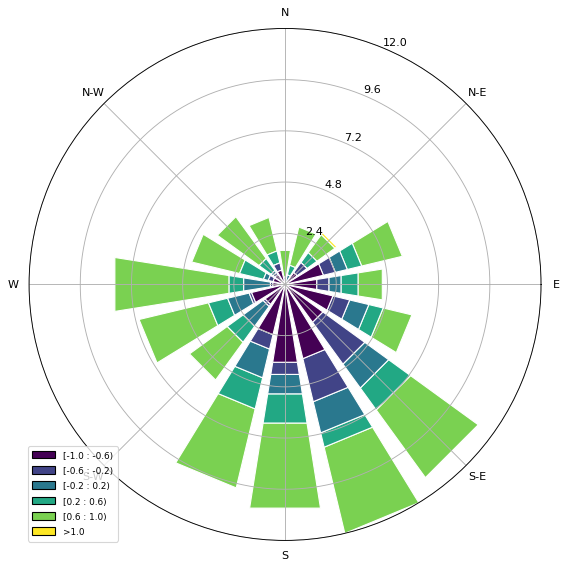 N
12.0
N-W
9.6
N-E
7.2
4.8
2.4
W
E
[-1.0 : -0.6)
[-0.6 : -0.2)
S-W
S-E
[-0.2 : 0.2)
[0.2 : 0.6)
[0.6 : 1.0)
>1.0
S